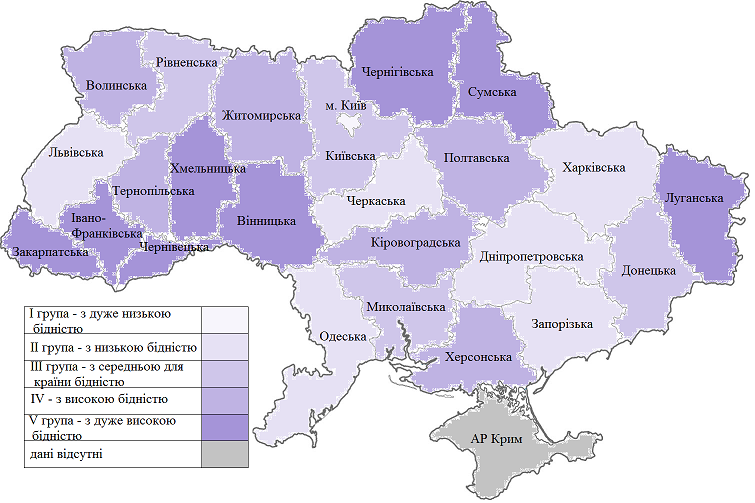 Чернігівська
Сумська
Рівненська
Волинська
м. Київ
Житомирська
Київська
Полтавська
Харківська
Львівська
Хмельницька
Тернопільська
Луганська
Черкаська
Вінницька
Івано-
Франківська
Закарпатська
Чернівецька
Кіровоградська
Дніпропетровська
Донецька
Миколаївська
Одеська
Запорізька
Херсонська
АР Крим
I група - з дуже низькою
бідністю
II група - з низькою бідністю
III група - з середньою для
країни бідністю
IV - з високою бідністю
V група - з дуже високою
бідністю
дані відсутні